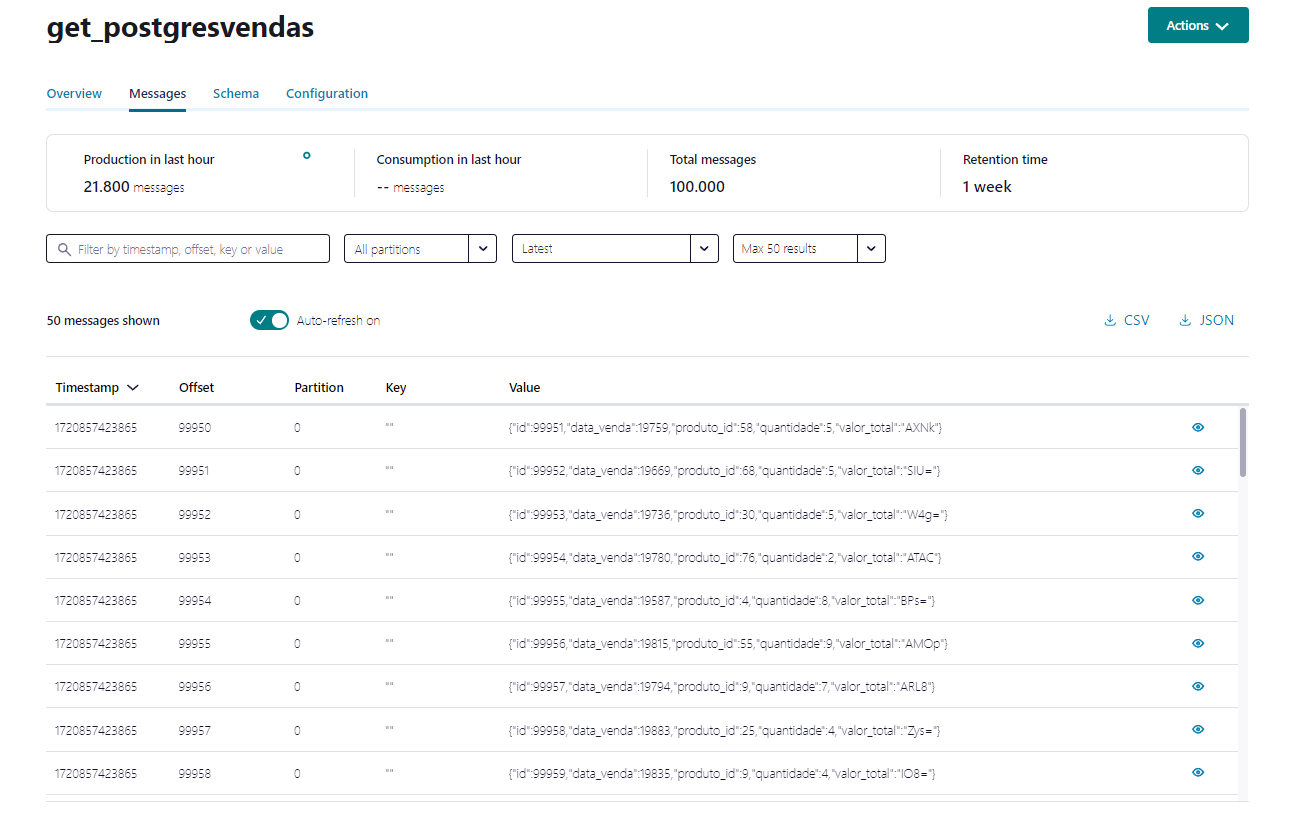 get_postgresvendas
Actions
Overview Messages Schema Configuration
Production in last hour Consumption in last hour Total messages Retention time
21.800 messages -- messages 100.000 1 week
Filter by timestamp, offset, key or value All partitions Latest Max 50 results
50 messages shown Auto-refresh on CSV JSON
Timestamp Offset Partition Key Value
1720857423865 99950 0 "" {"id":99951,"data_venda":19759,"produto_id":58,"quantidade":5,"valor_total":"AXNk"}
1720857423865 99951 0 "" {"id":99952,"data_venda":19669,"produto_id":68,"quantidade":5,"valor_total":"SIU="}
1720857423865 99952 0 "" {"id":99953,"data_venda":19736,"produto_id":30,"quantidade":5,"valor_total":"W4g="}
1720857423865 99953 0 "" {"id":99954,"data_venda":19780,"produto_id":76,"quantidade":2,"valor_total":"ATAC"}
1720857423865 99954 0 "" {"id":99955,"data_venda":19587,"produto_id":4,"quantidade":8,"valor_total":"BPs="}
1720857423865 99955 0 "" {"id":99956,"data_venda":19815,"produto_id":55,"quantidade":9,"valor_total":"AMOp"}
1720857423865 99956 0 "" {"id":99957,"data_venda":19794,"produto_id":9,"quantidade":7,"valor_total":"ARL8"}
1720857423865 99957 0 "" {"id":99958,"data_venda":19883,"produto_id":25,"quantidade":4,"valor_total":"Zys="}
1720857423865 99958 0 "" {"id":99959,"data_venda":19835,"produto_id":9,"quantidade":4,"valor_total":"IO8="}